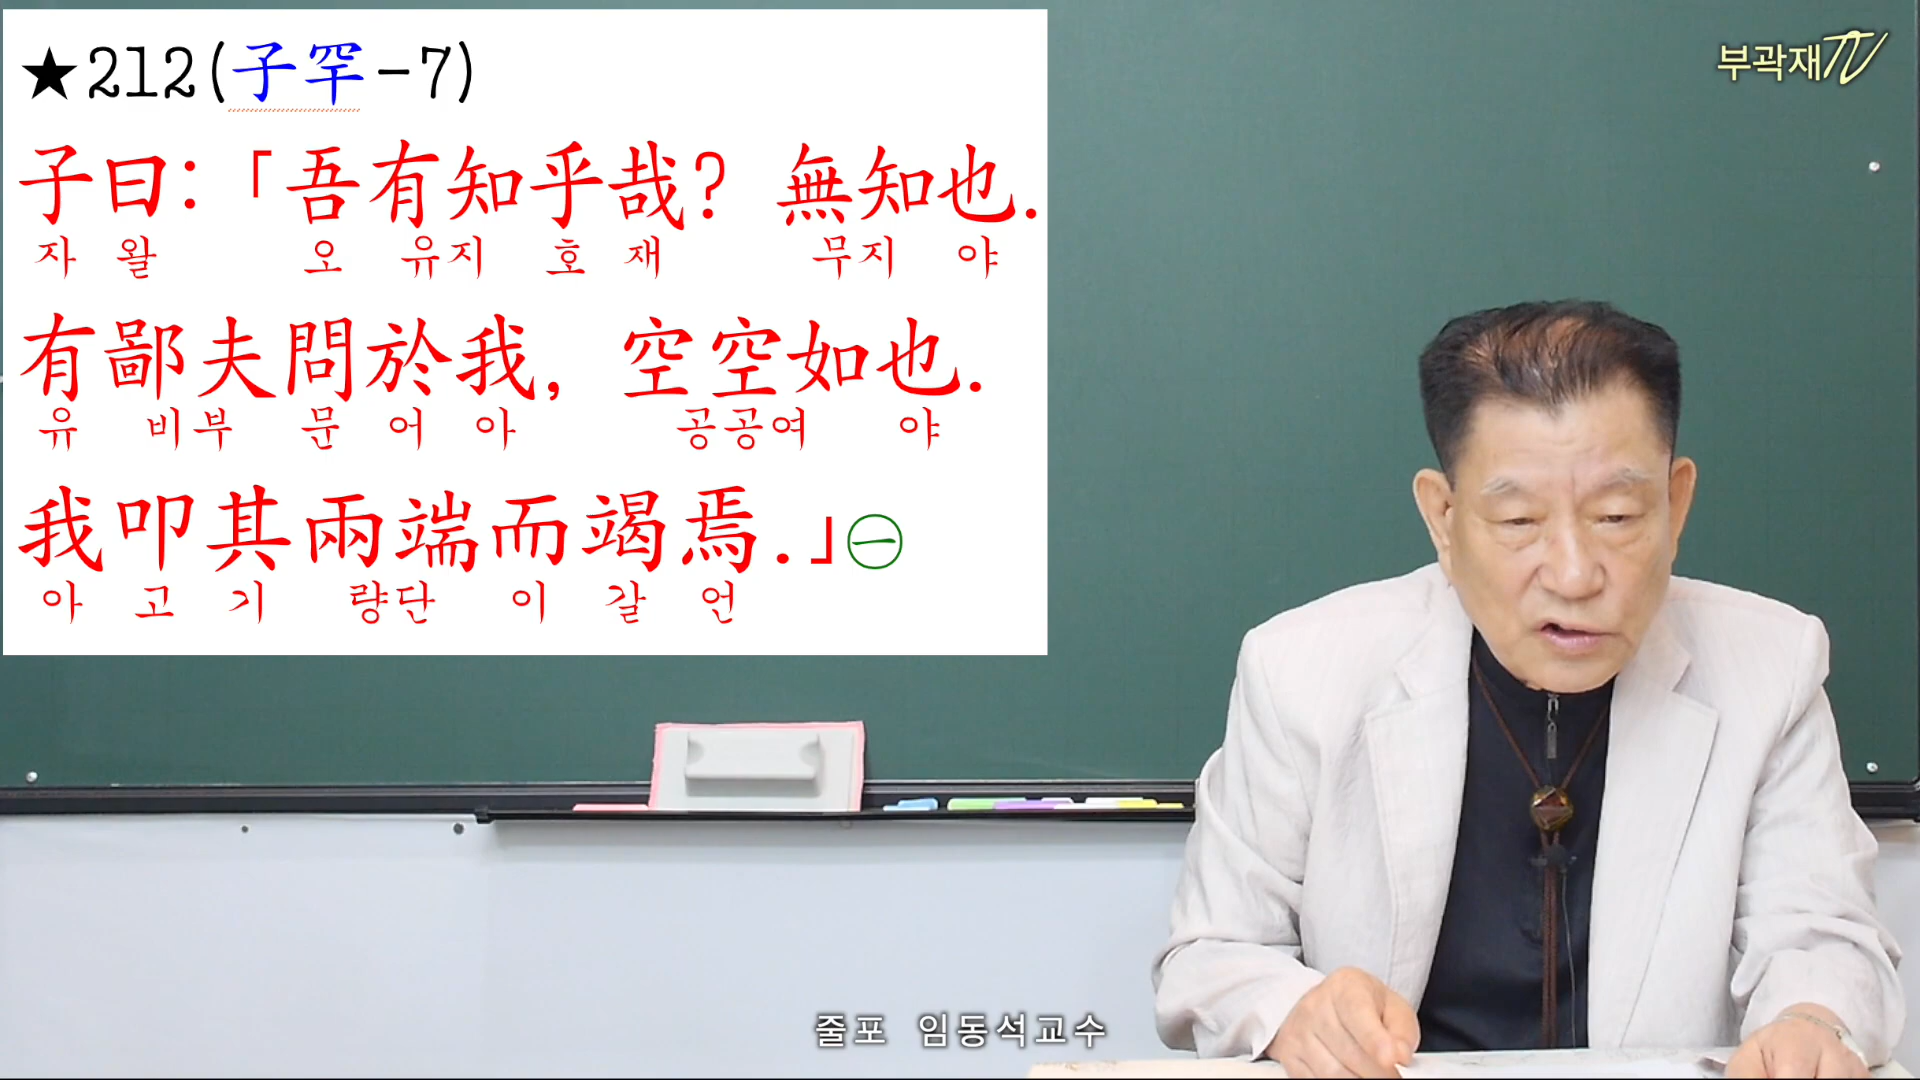 ★212(子罕-7)
子曰:「吾有知乎哉? 無知也.
자 왈 오 유지 호 재 무지 야
有鄙夫問於我, 空空如也.
유 비부 문 어 아 공공여 야
我叩其兩端而竭焉.」㊀
아 고 기 량단 이 갈 언
부곽재TV
줄포 임동석교수